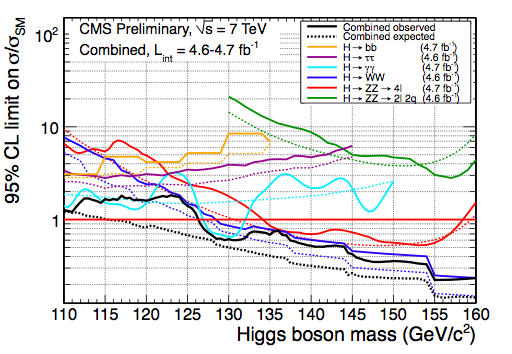 CMS Preliminary, √s = 7 TeV
Combined, L_int = 4.6-4.7 fb⁻¹
Combined observed
Combined expected
H → bb (4.7 fb⁻¹)
H → ττ (4.6 fb⁻¹)
H → γγ (4.7 fb⁻¹)
H → WW (4.6 fb⁻¹)
H → ZZ → 4l (4.7 fb⁻¹)
H → ZZ → 2l 2q (4.6 fb⁻¹)
95% CL limit on σ/σ_SM
10²
10
1
110 115 120 125 130 135 140 145 150 155 160
Higgs boson mass (GeV/c²)